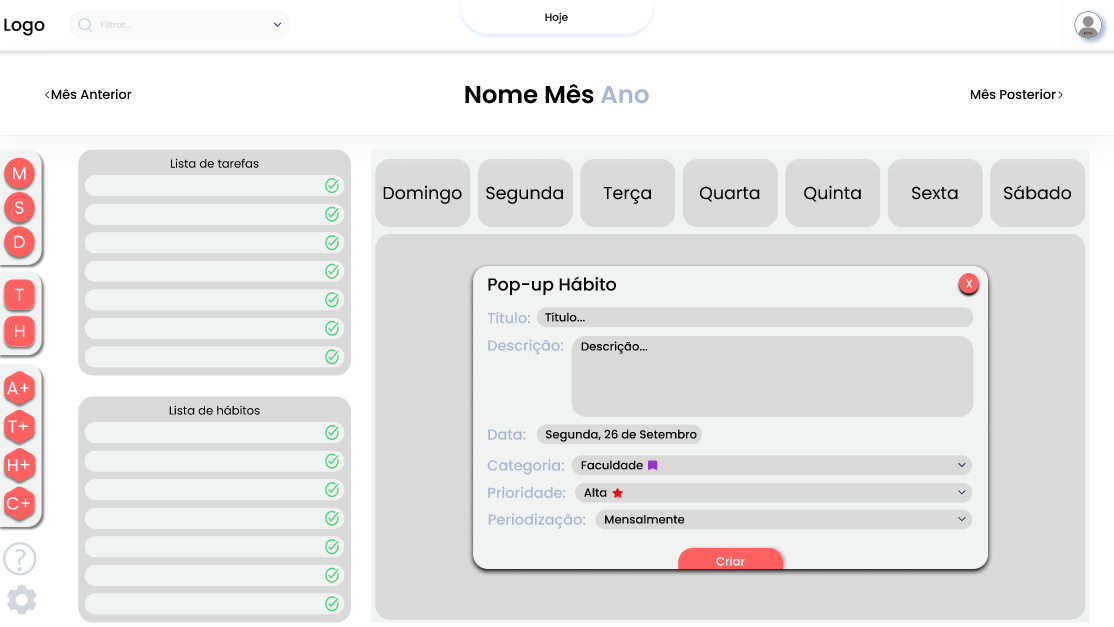 Logo
Filtrar...
Hoje
<Mês Anterior
Nome Mês Ano
Mês Posterior>
M
S
D
T
H
A+
T+
H+
C+
?
Lista de tarefas
Lista de hábitos
Domingo Segunda Terça Quarta Quinta Sexta Sábado
Pop-up Hábito X
Título: Título...
Descrição: Descrição...
Data: Segunda, 26 de Setembro
Categoria: Faculdade
Prioridade: Alta
Periodização: Mensalmente
Criar